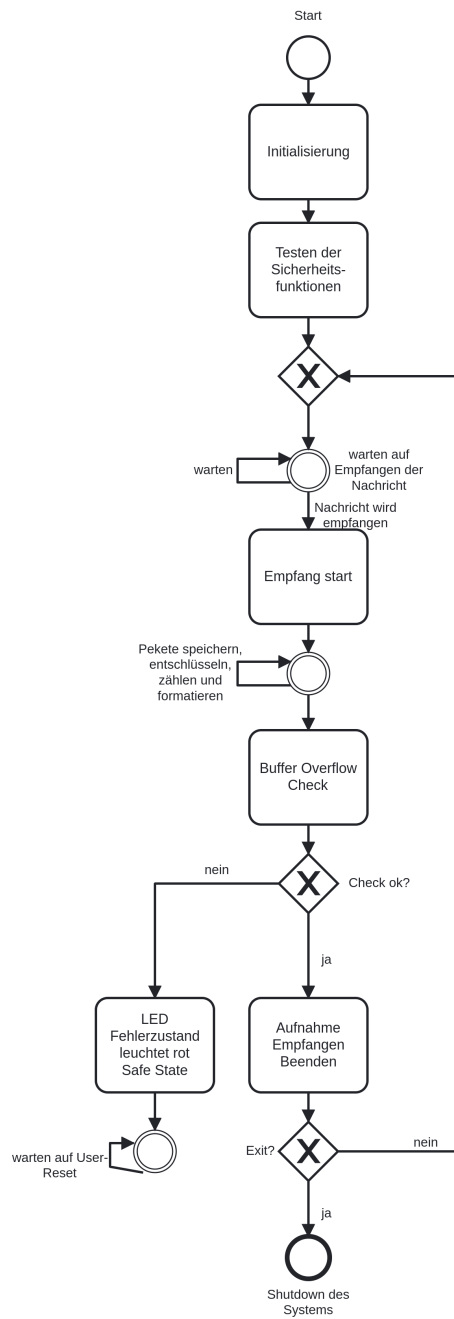 Start
Initialisierung
Testen der
Sicherheits-
funktionen
X
warten
warten auf
Empfangen der
Nachricht
Nachricht wird
empfangen
Empfang start
Pekete speichern,
entschlüsseln,
zählen und
formatieren
Buffer Overflow
Check
nein
X
Check ok?
ja
LED
Fehlerzustand
leuchtet rot
Safe State
Aufnahme
Empfangen
Beenden
warten auf User-
Reset
Exit?
X
nein
ja
Shutdown des
Systems